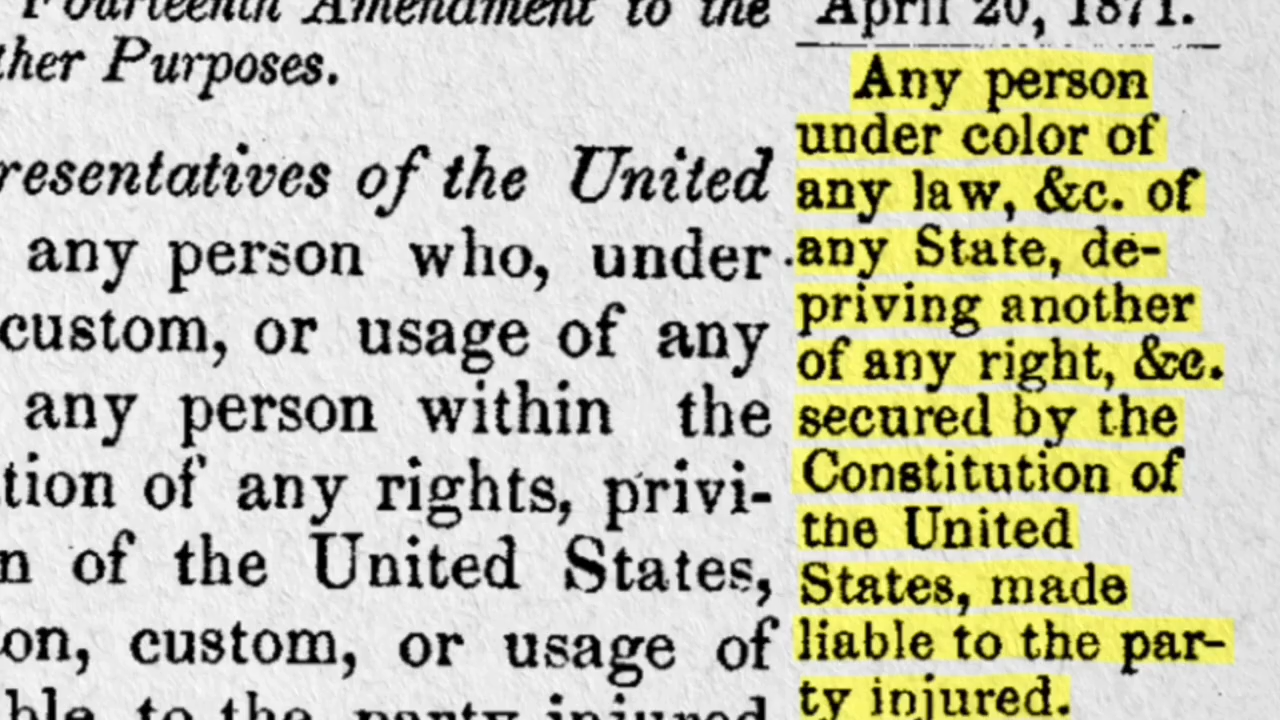 Fourteenth Amendment to the
ther Purposes.
resentatives of the United
any person who, under
custom, or usage of any
any person within the
tion of any rights, privi-
n of the United States,
on, custom, or usage of
ble to the party injured
April 20, 1871.
Any person
under color of
any law, &c. of
any State, de-
priving another
of any right, &c.
secured by the
Constitution of
the United
States, made
liable to the par-
ty injured.